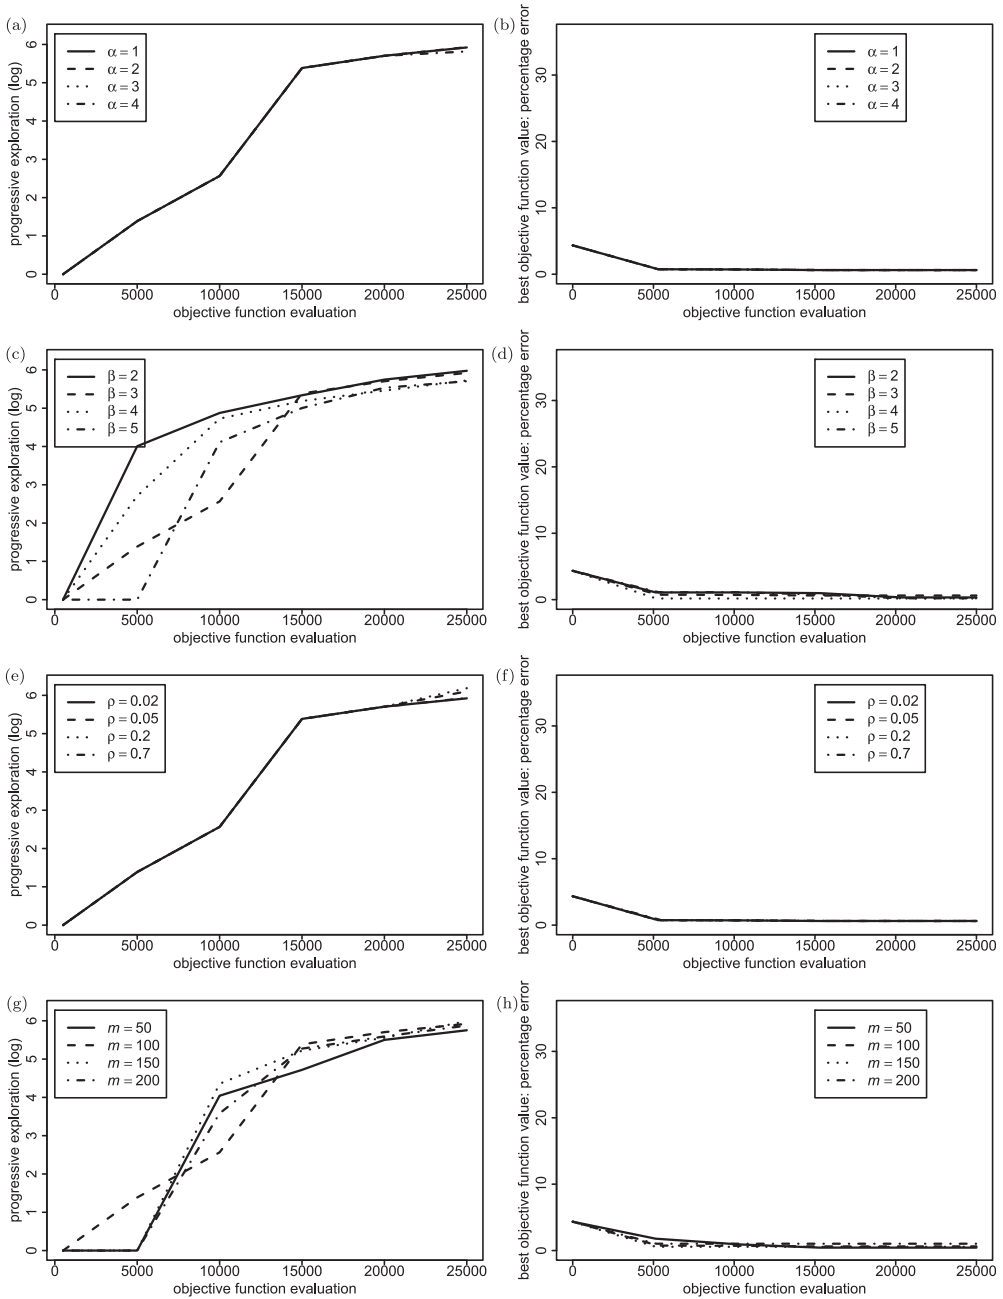 (a)
progressive exploration (log)
6
5
4
3
2
1
0
α = 1
α = 2
α = 3
α = 4
0 5000 10000 15000 20000 25000
objective function evaluation
(b)
best objective function value: percentage error
30
20
10
0
α = 1
α = 2
α = 3
α = 4
0 5000 10000 15000 20000 25000
objective function evaluation
(c)
progressive exploration (log)
6
5
4
3
2
1
0
β = 2
β = 3
β = 4
β = 5
0 5000 10000 15000 20000 25000
objective function evaluation
(d)
best objective function value: percentage error
30
20
10
0
β = 2
β = 3
β = 4
β = 5
0 5000 10000 15000 20000 25000
objective function evaluation
(e)
progressive exploration (log)
6
5
4
3
2
1
0
ρ = 0.02
ρ = 0.05
ρ = 0.2
ρ = 0.7
0 5000 10000 15000 20000 25000
objective function evaluation
(f)
best objective function value: percentage error
30
20
10
0
ρ = 0.02
ρ = 0.05
ρ = 0.2
ρ = 0.7
0 5000 10000 15000 20000 25000
objective function evaluation
(g)
progressive exploration (log)
6
5
4
3
2
1
0
m = 50
m = 100
m = 150
m = 200
0 5000 10000 15000 20000 25000
objective function evaluation
(h)
best objective function value: percentage error
30
20
10
0
m = 50
m = 100
m = 150
m = 200
0 5000 10000 15000 20000 25000
objective function evaluation